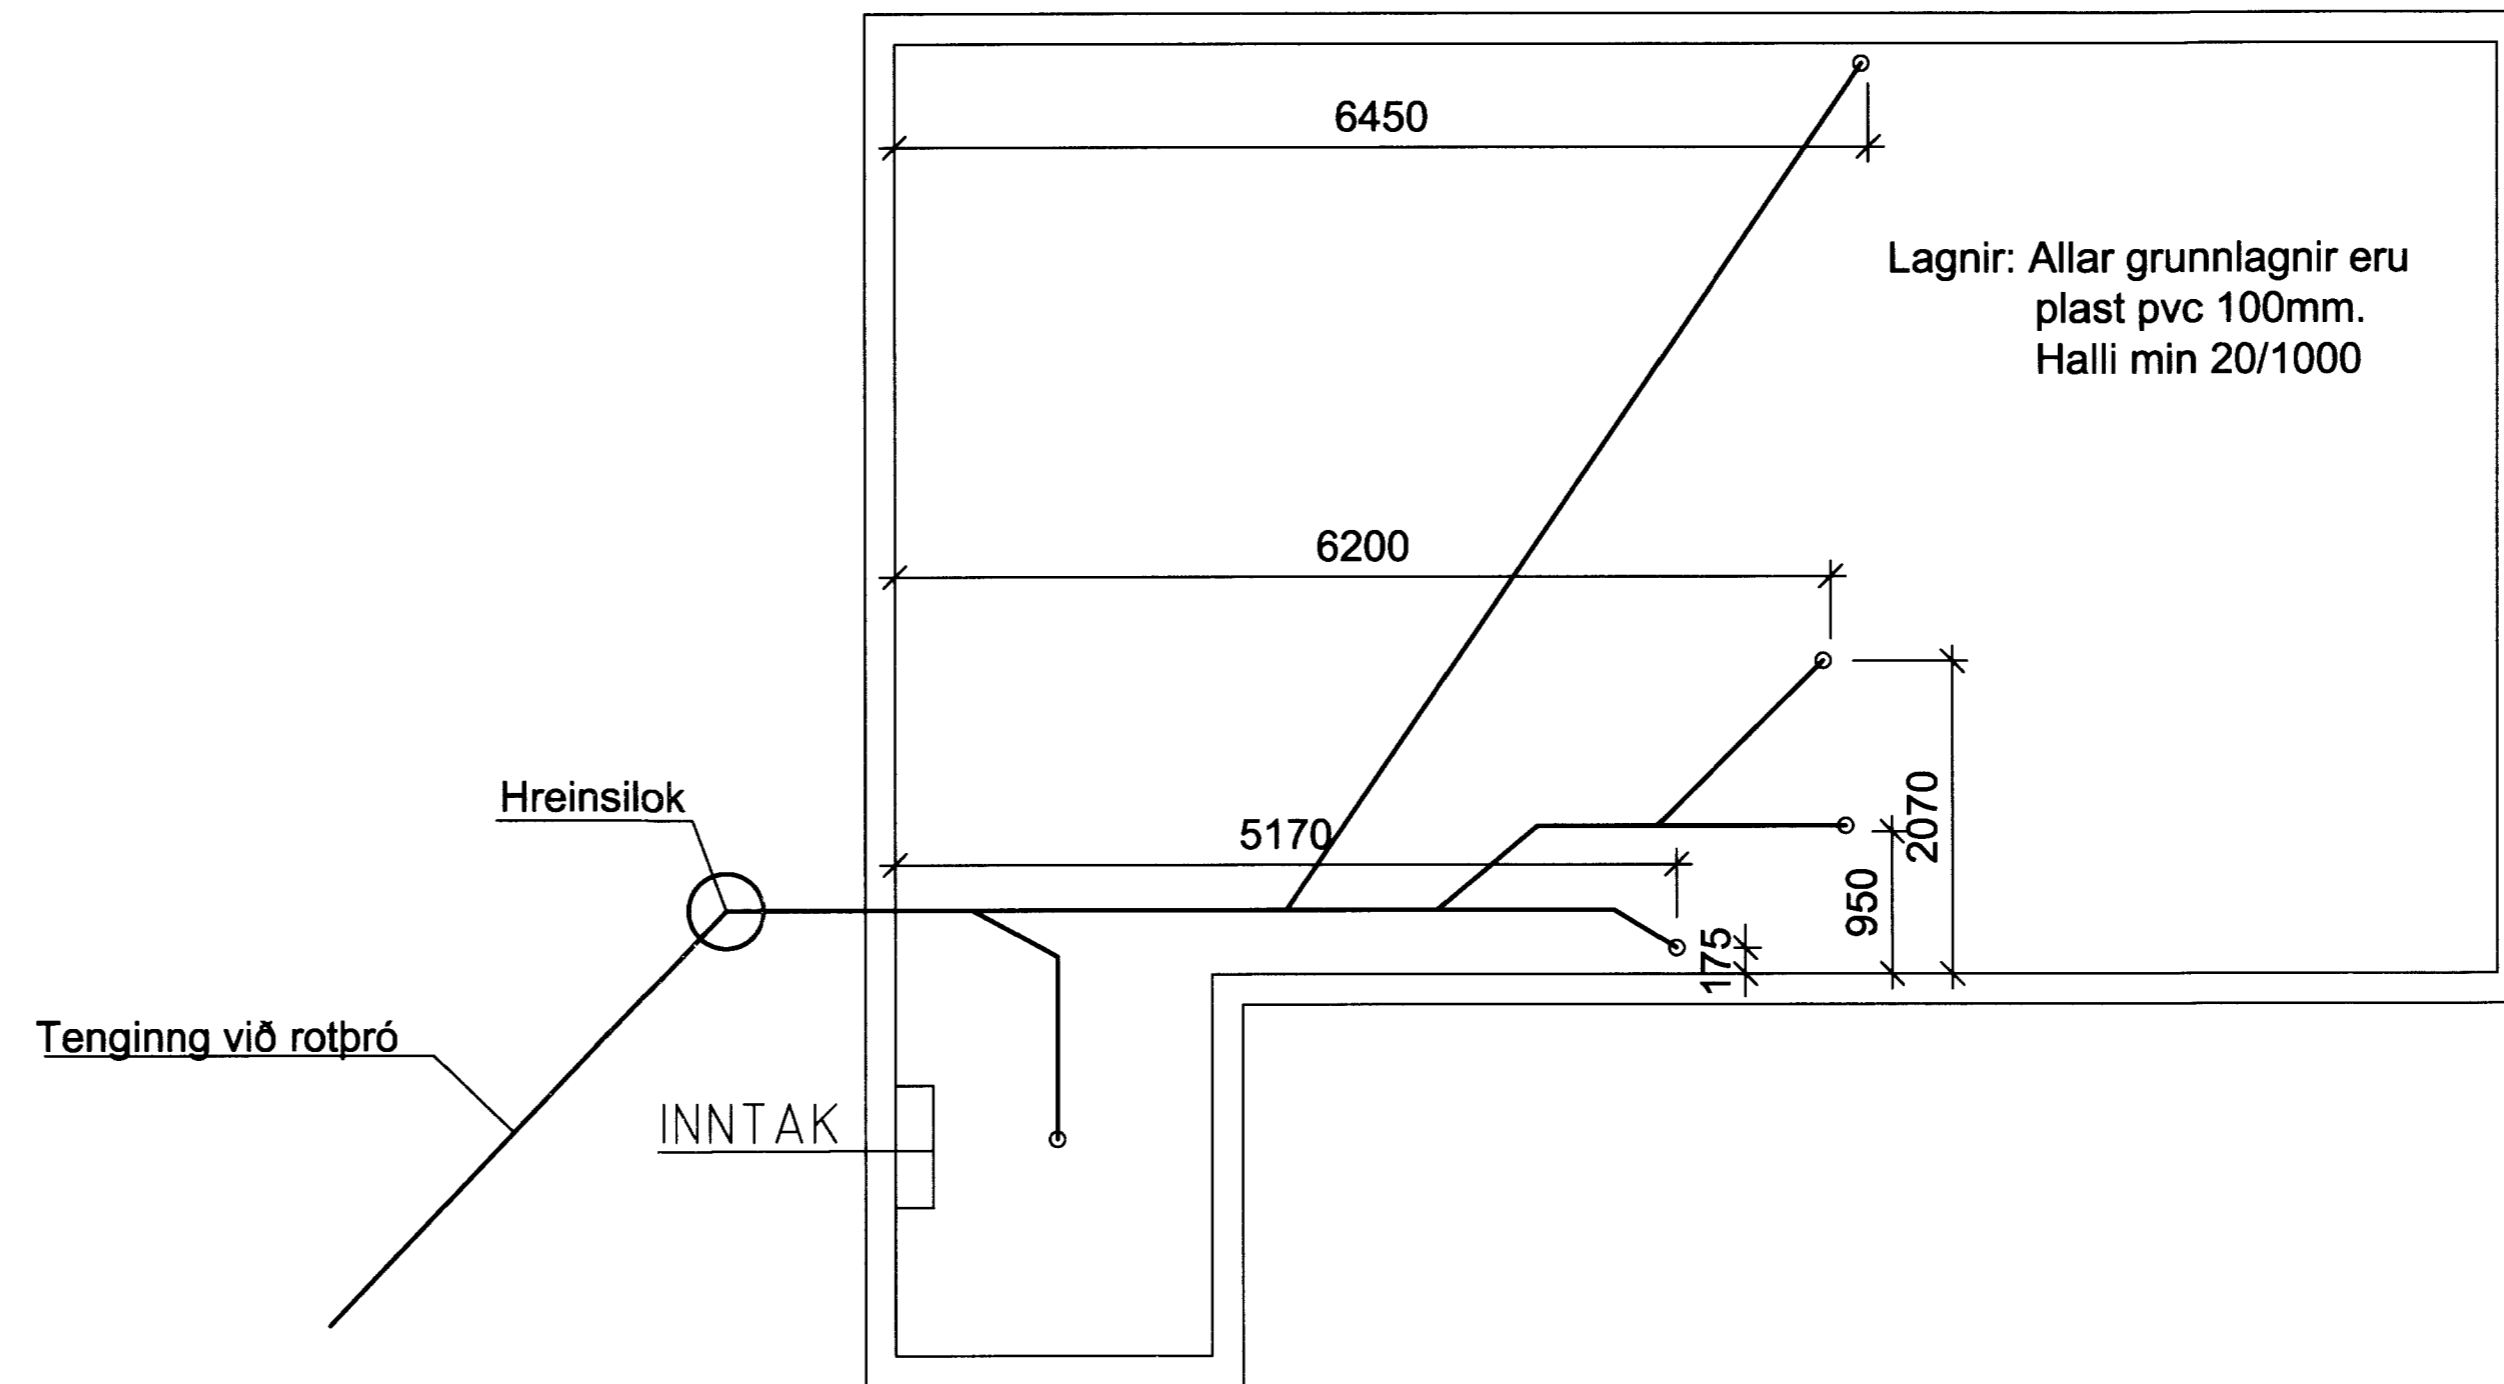 6450
Lagnir: Allar grunnlagnir eru
plast pvc 100mm.
Halli min 20/1000
6200
Hreinsilok
5170
2070
950
175
Tenginng við rotþró
INNTAK